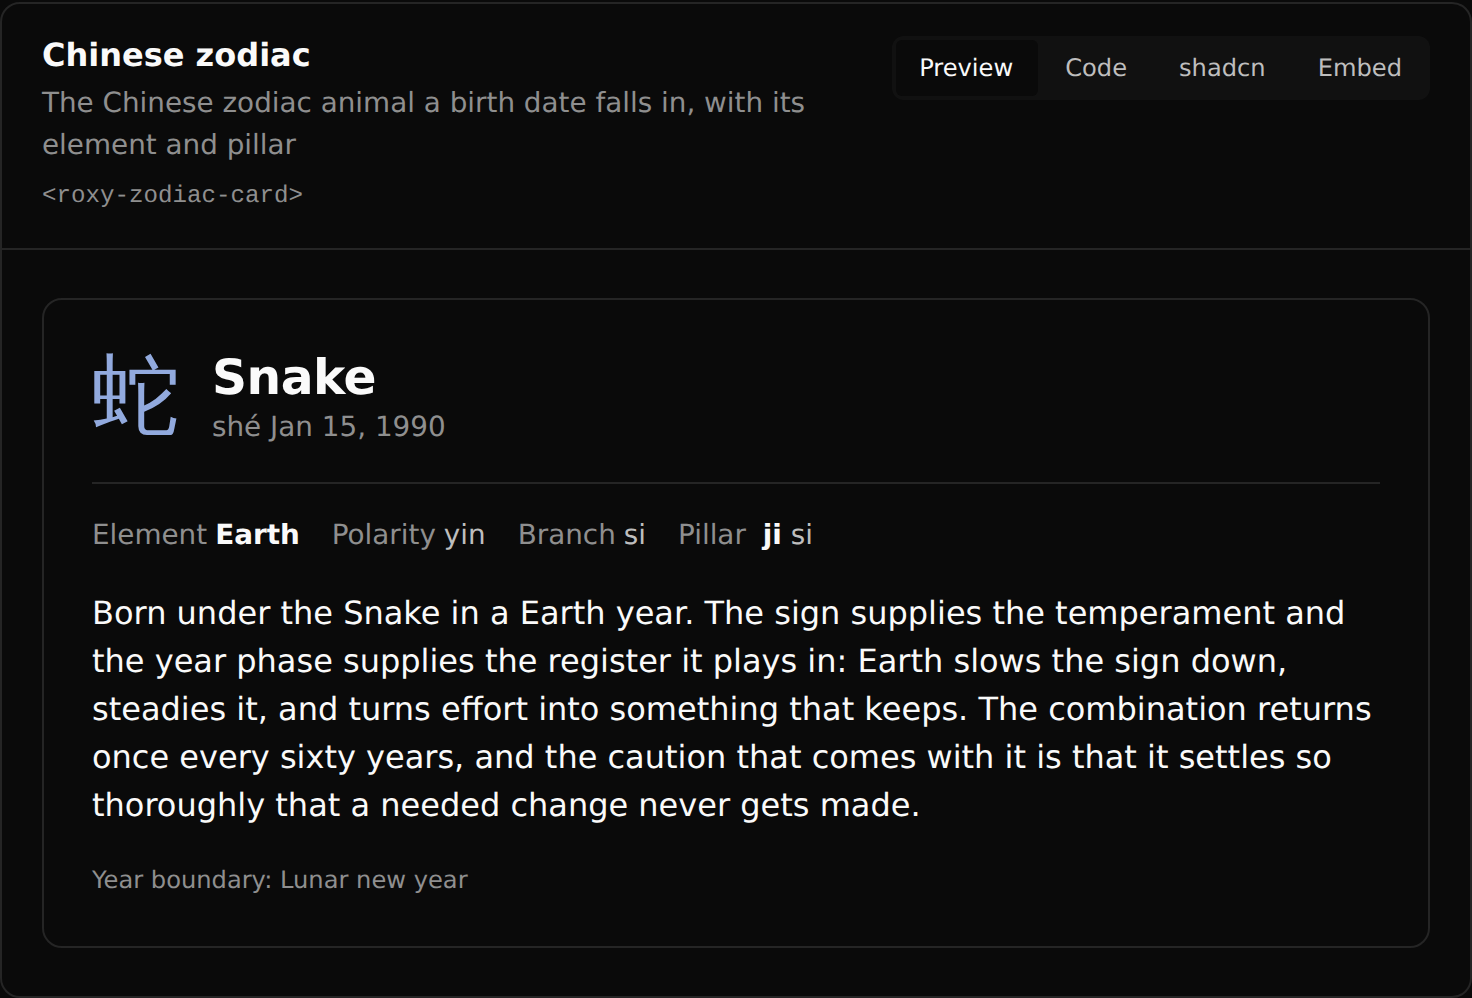 Chinese zodiac
The Chinese zodiac animal a birth date falls in, with its
element and pillar
<roxy-zodiac-card>
Preview Code shadcn Embed
蛇
Snake
shé Jan 15, 1990
Element Earth Polarity yin Branch si Pillar ji si
Born under the Snake in a Earth year. The sign supplies the temperament and
the year phase supplies the register it plays in: Earth slows the sign down,
steadies it, and turns effort into something that keeps. The combination returns
once every sixty years, and the caution that comes with it is that it settles so
thoroughly that a needed change never gets made.
Year boundary: Lunar new year